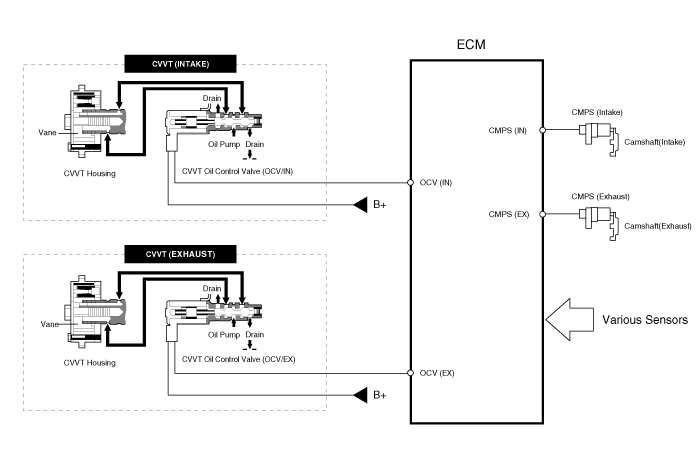 ECM
CVVT (INTAKE)
Drain
Vane
Oil Pump Drain
CVVT Housing
CVVT Oil Control Valve (OCV/IN)
B+
OCV (IN)
CMPS (IN)
CMPS (Intake)
Camshaft(Intake)
CMPS (EX)
CMPS (Exhaust)
Camshaft(Exhaust)
CVVT (EXHAUST)
Drain
Vane
Oil Pump Drain
CVVT Housing
CVVT Oil Control Valve (OCV/EX)
B+
OCV (EX)
Various Sensors